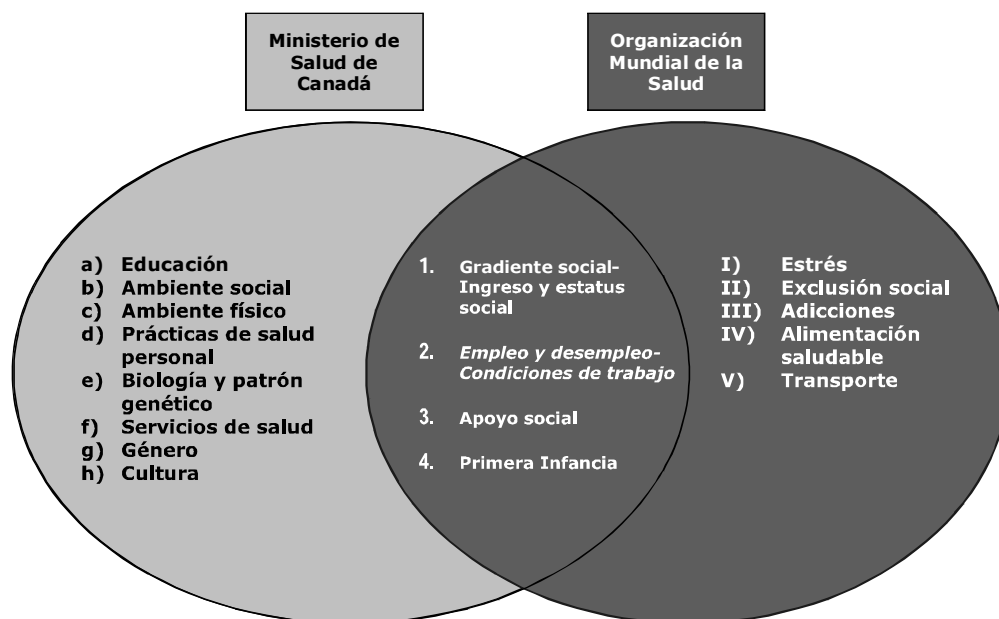 Ministerio de
Salud de
Canadá
Organización
Mundial de la
Salud
a) Educación
b) Ambiente social
c) Ambiente físico
d) Prácticas de salud
personal
e) Biología y patrón
genético
f) Servicios de salud
g) Género
h) Cultura
1. Gradiente social-
Ingreso y estatus
social
2. Empleo y desempleo-
Condiciones de trabajo
3. Apoyo social
4. Primera Infancia
I) Estrés
II) Exclusión social
III) Adicciones
IV) Alimentación
saludable
V) Transporte